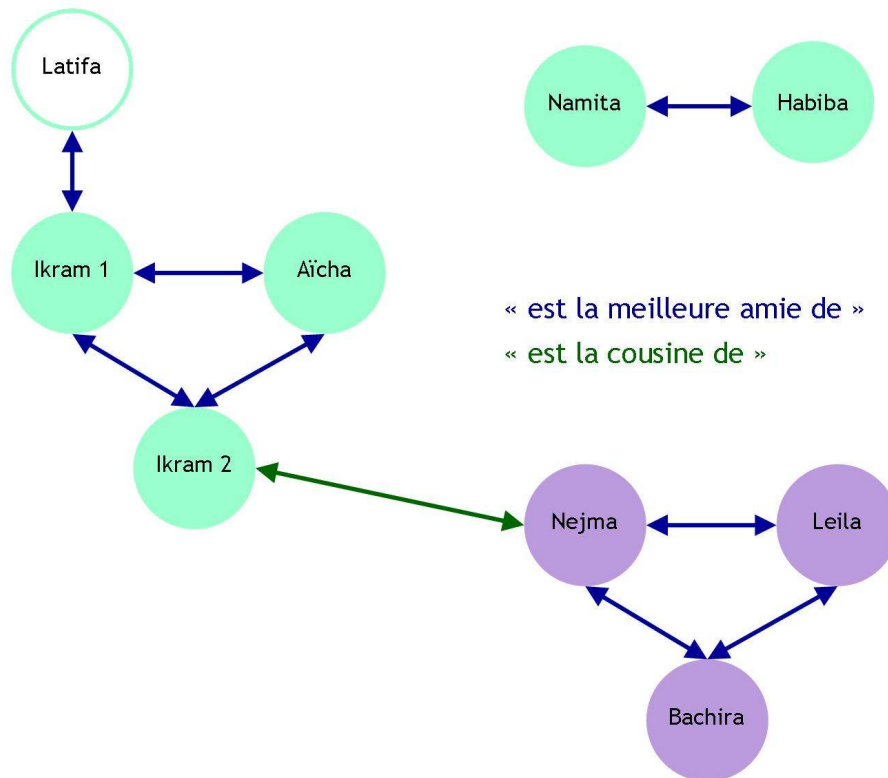 Latifa
Namita
Habiba
Ikram 1
Aïcha
« est la meilleure amie de »
« est la cousine de »
Ikram 2
Nejma
Leila
Bachira